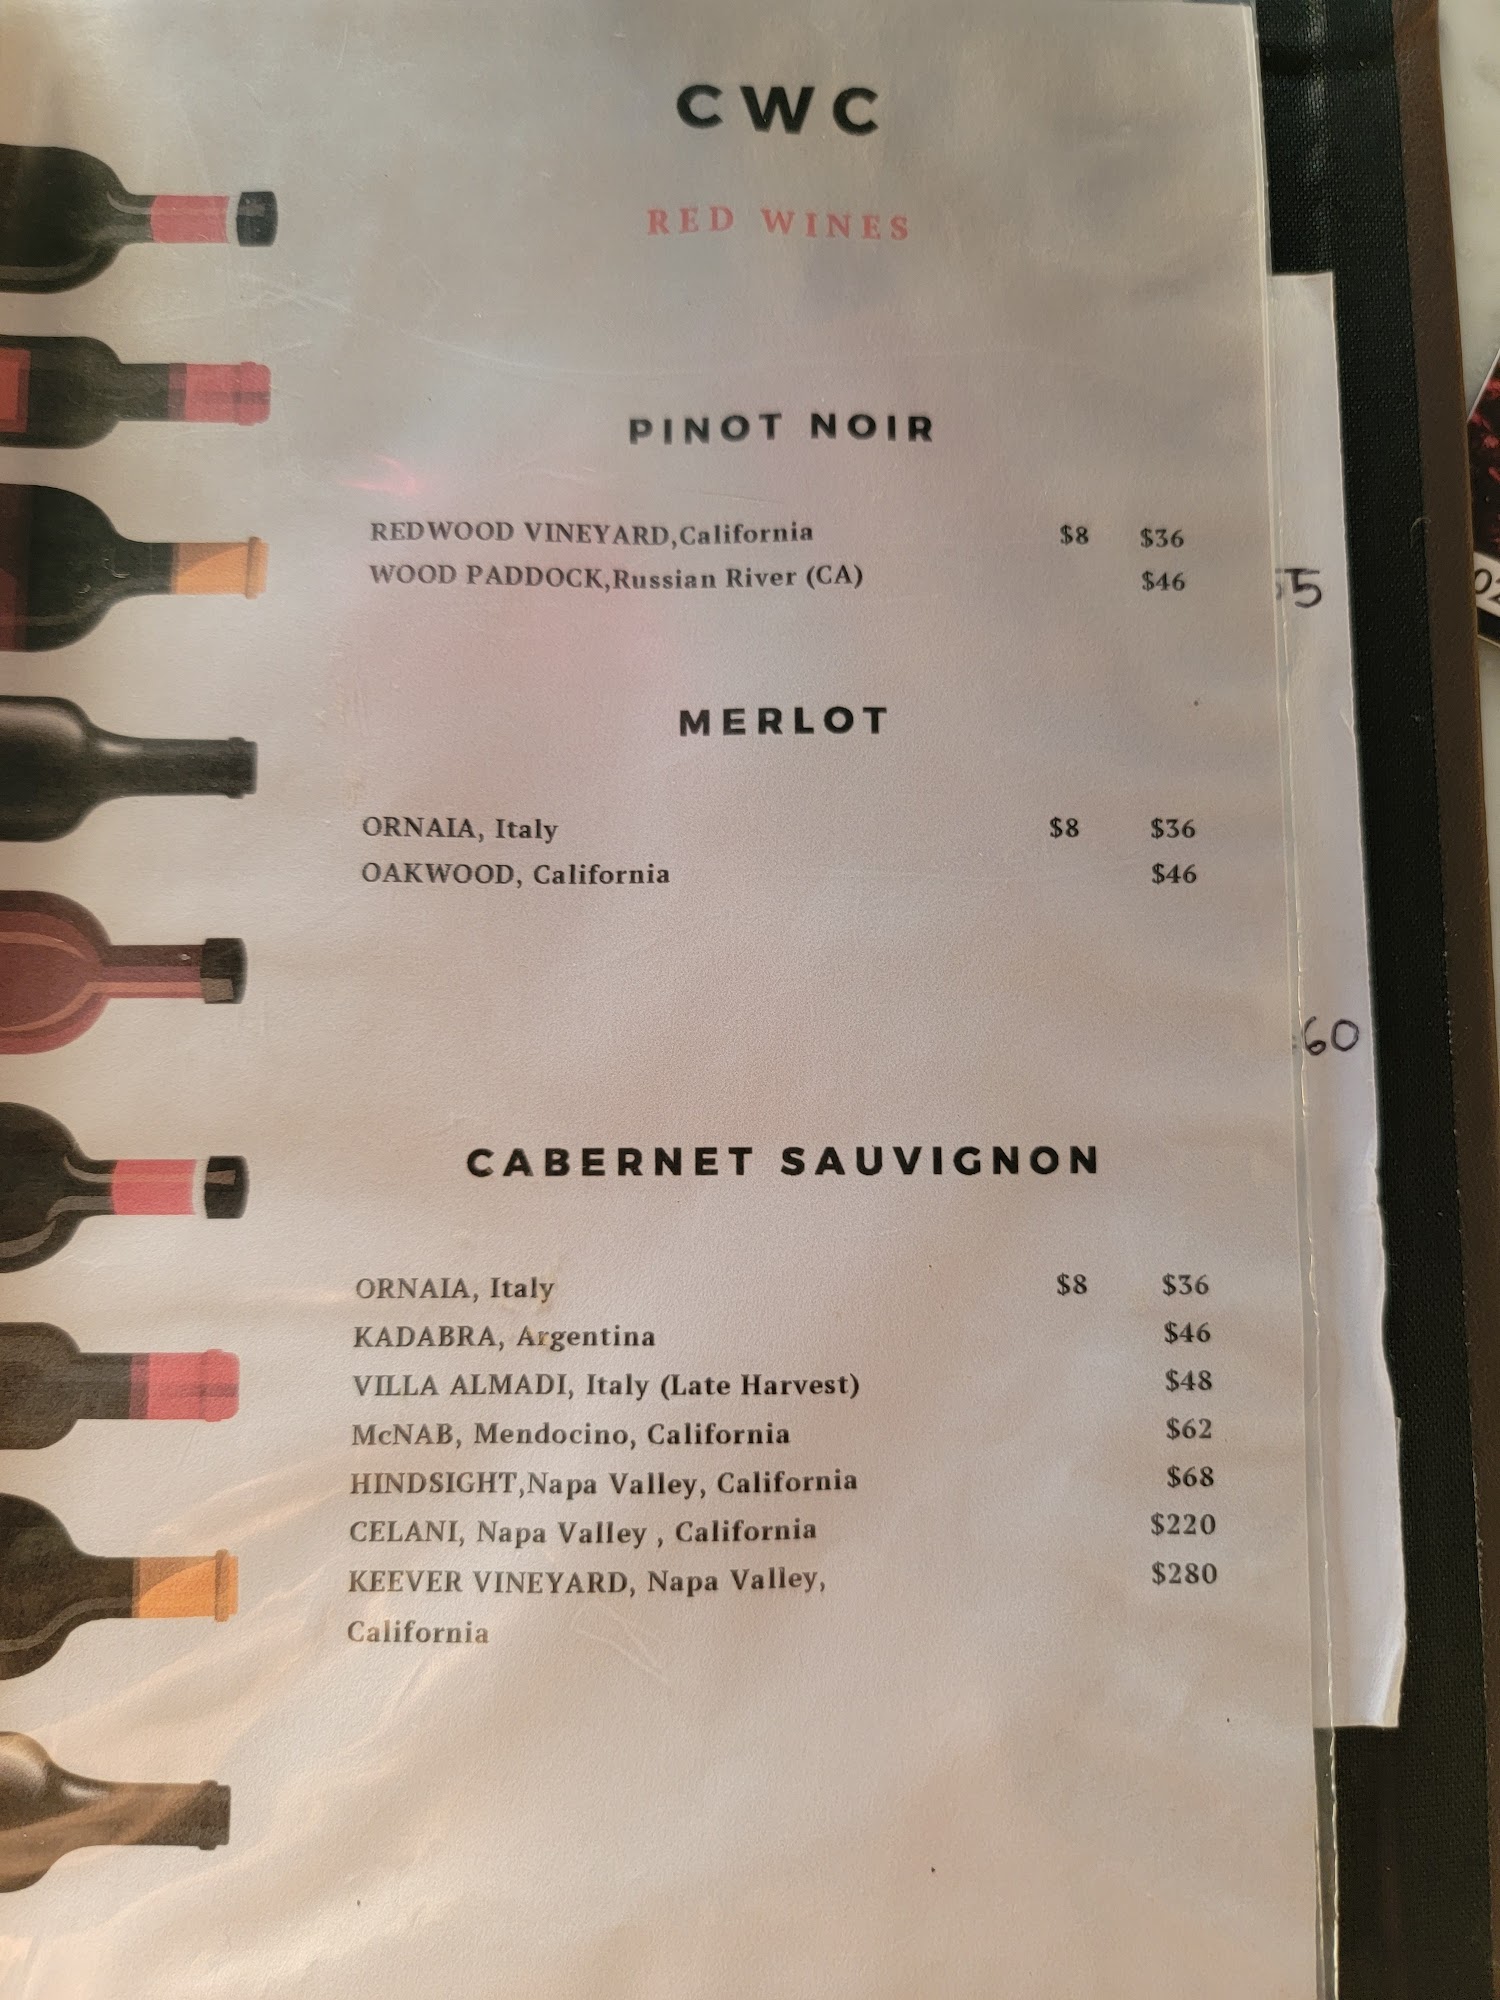 CWC
RED WINES
PINOT NOIR
REDWOOD VINEYARD,California $8 $36
WOOD PADDOCK,Russian River (CA) $46
MERLOT
ORNAIA, Italy $8 $36
OAKWOOD, California $46
60
CABERNET SAUVIGNON
ORNAIA, Italy $8 $36
KADABRA, Argentina $46
VILLA ALMADI, Italy (Late Harvest) $48
McNAB, Mendocino, California $62
HINDSIGHT,Napa Valley, California $68
CELANI, Napa Valley , California $220
KEEVER VINEYARD, Napa Valley, $280
California